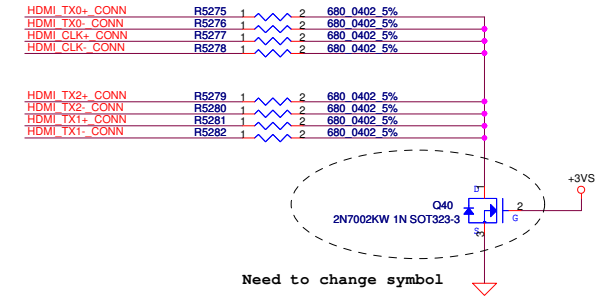 HDMI_TX0+_CONN R5275 1 2 680_0402_5%
HDMI_TX0-_CONN R5276 1 2 680_0402_5%
HDMI_CLK+_CONN R5277 1 2 680_0402_5%
HDMI_CLK-_CONN R5278 1 2 680_0402_5%
HDMI_TX2+_CONN R5279 1 2 680_0402_5%
HDMI_TX2-_CONN R5280 1 2 680_0402_5%
HDMI_TX1+_CONN R5281 1 2 680_0402_5%
HDMI_TX1-_CONN R5282 1 2 680_0402_5%
+3VS
D 1
Q40 2
2N7002KW 1N SOT323-3 G
S 3
Need to change symbol